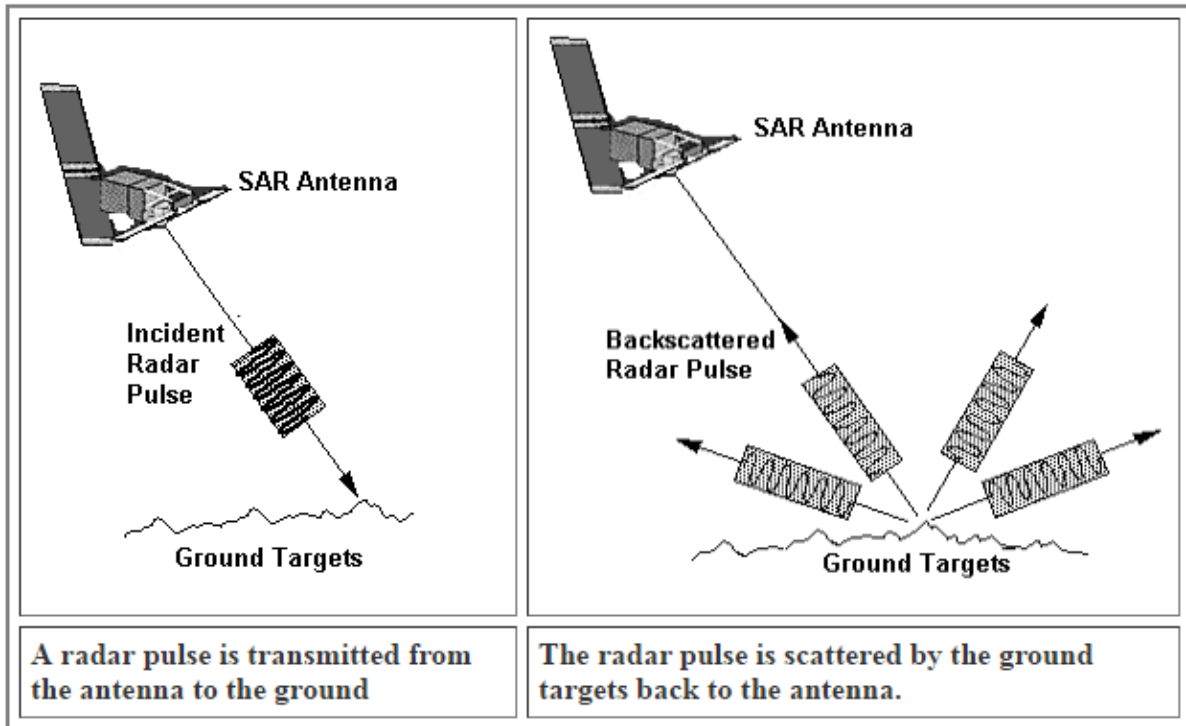 SAR Antenna
Incident
Radar
Pulse
Ground Targets
A radar pulse is transmitted from
the antenna to the ground
SAR Antenna
Backscattered
Radar Pulse
Ground Targets
The radar pulse is scattered by the ground
targets back to the antenna.